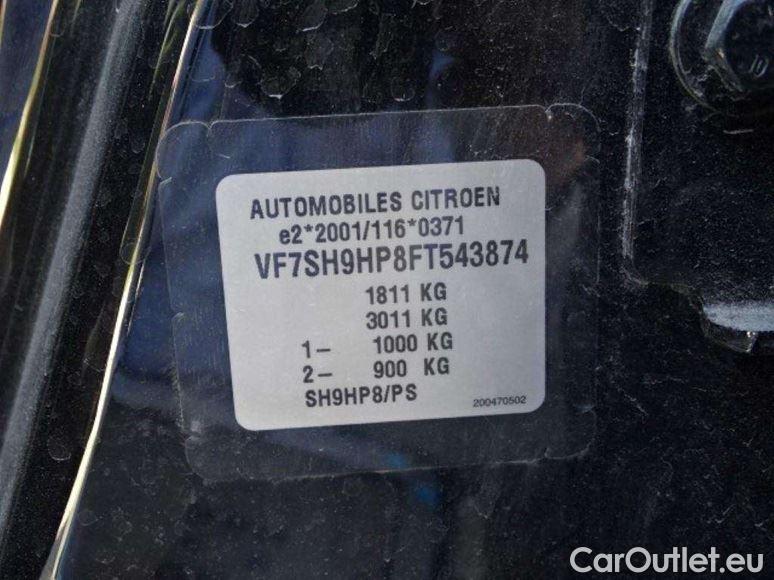 AUTOMOBILES CITROEN
e2*2001/116*0371
VF7SH9HP8FT543874
1811 KG
3011 KG
1– 1000 KG
2– 900 KG
SH9HP8/PS 200470502
CarOutlet.eu